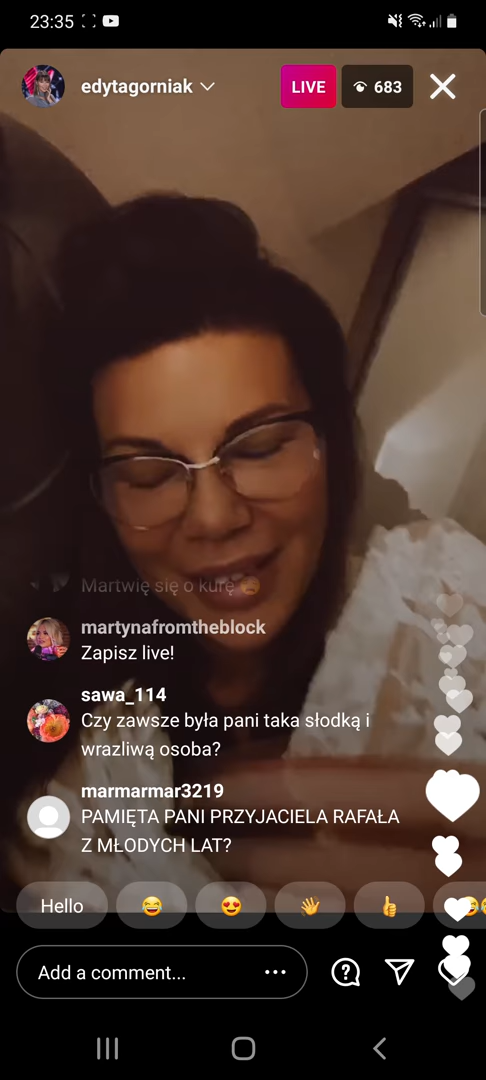 23:35
edytagorniak
LIVE
683
Martwię się o kurę
martynafromtheblock
Zapisz live!
sawa_114
Czy zawsze była pani taka słodką i
wrazliwą osoba?
marmarmar3219
PAMIĘTA PANI PRZYJACIELA RAFAŁA
Z MŁODYCH LAT?
Hello
Add a comment...